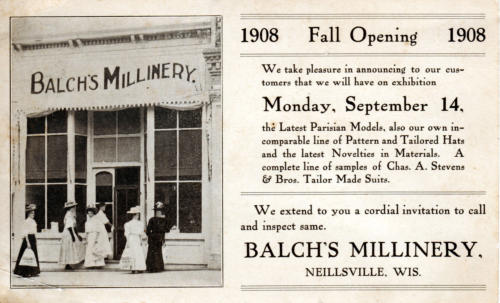 BALCH'S MILLINERY.
1908 Fall Opening 1908
We take pleasure in announcing to our cus-
tomers that we will have on exhibition
Monday, September 14,
the Latest Parisian Models, also our own in-
comparable line of Pattern and Tailored Hats
and the latest Novelties in Materials. A
complete line of samples of Chas. A. Stevens
& Bros. Tailor Made Suits.
We extend to you a cordial invitation to call
and inspect same.
BALCH'S MILLINERY,
NEILLSVILLE, WIS.